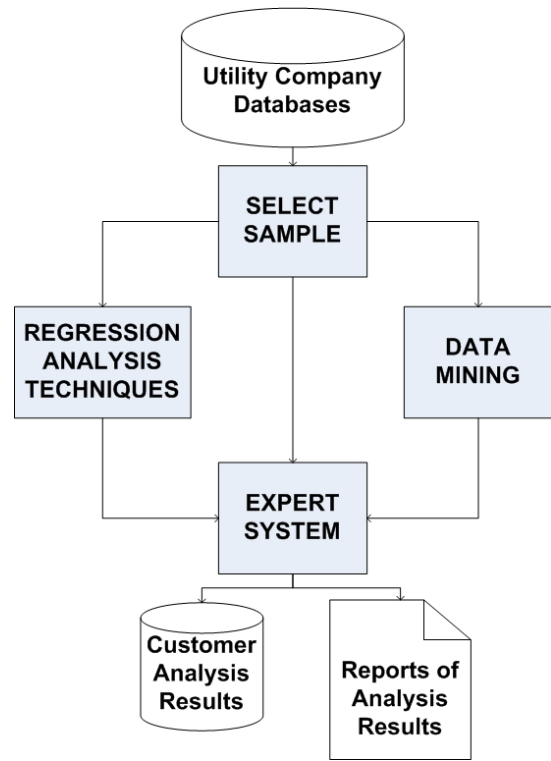 Utility Company
Databases
SELECT
SAMPLE
REGRESSION
ANALYSIS
TECHNIQUES
DATA
MINING
EXPERT
SYSTEM
Customer
Analysis
Results
Reports of
Analysis
Results